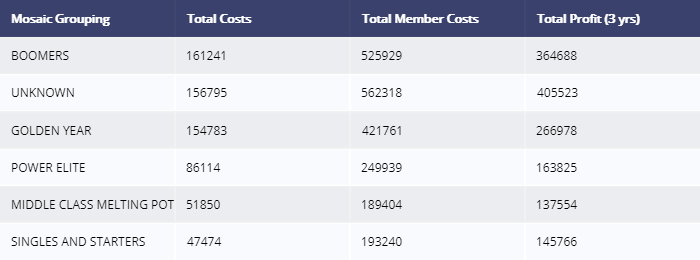 Mosaic Grouping Total Costs Total Member Costs Total Profit (3 yrs)
BOOMERS 161241 525929 364688
UNKNOWN 156795 562318 405523
GOLDEN YEAR 154783 421761 266978
POWER ELITE 86114 249939 163825
MIDDLE CLASS MELTING POT 51850 189404 137554
SINGLES AND STARTERS 47474 193240 145766